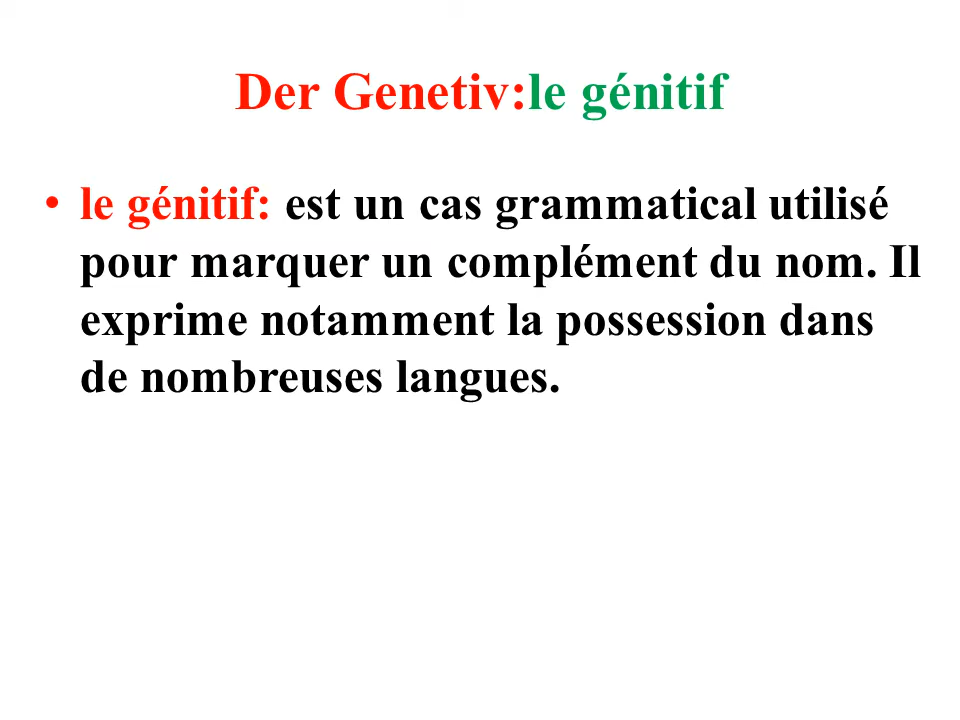 Der Genetiv:le génitif
• le génitif: est un cas grammatical utilisé
pour marquer un complément du nom. Il
exprime notamment la possession dans
de nombreuses langues.